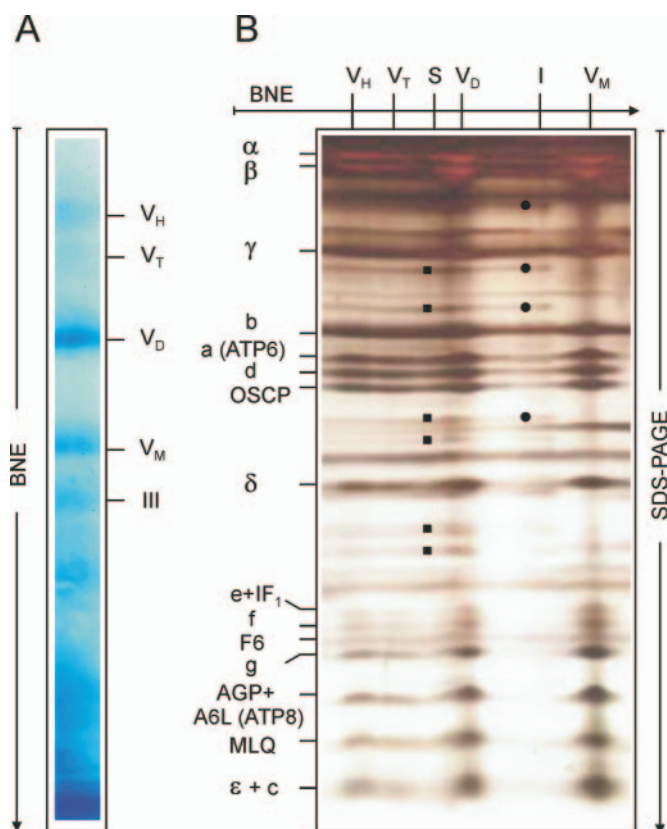 A
BNE
V_H
V_T
V_D
V_M
III
B
BNE
V_H V_T S V_D I V_M
α
β
γ
b
a (ATP6)
d
OSCP
δ
e+IF₁
f
F6
g
AGP+
A6L (ATP8)
MLQ
ε + c
SDS-PAGE